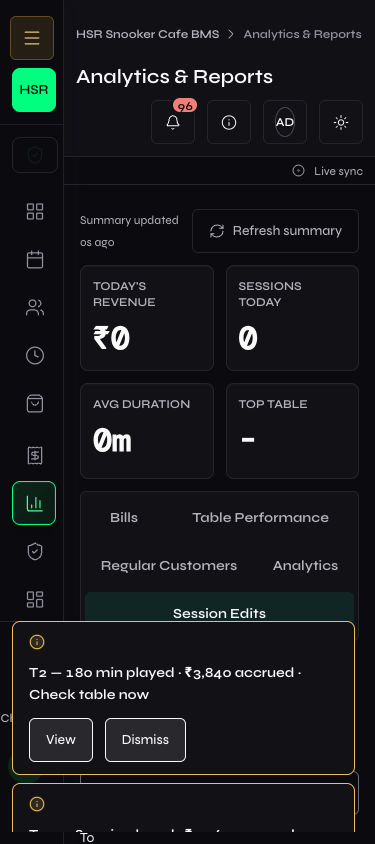 HSR Snooker Cafe BMS > Analytics & Reports
HSR
Analytics & Reports
96
AD
Live sync
Summary updated
0s ago
Refresh summary
TODAY'S
REVENUE
₹0
SESSIONS
TODAY
0
AVG DURATION
0m
TOP TABLE
-
Bills
Table Performance
Regular Customers
Analytics
Session Edits
T2 — 180 min played · ₹3,840 accrued ·
Check table now
View
Dismiss
To